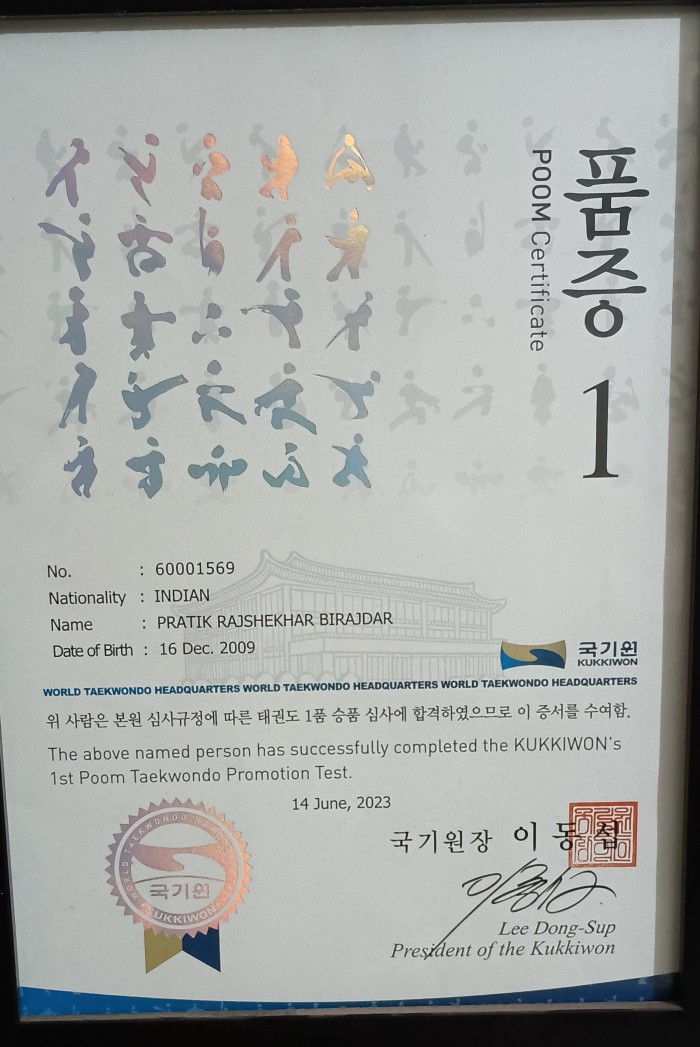 품증 1
POOM Certificate
No. : 60001569
Nationality : INDIAN
Name : PRATIK RAJSHEKHAR BIRAJDAR
Date of Birth : 16 Dec. 2009
국기원
KUKKIWON
WORLD TAEKWONDO HEADQUARTERS WORLD TAEKWONDO HEADQUARTERS WORLD TAEKWONDO HEADQUARTERS
위 사람은 본원 심사규정에 따른 태권도 1품 승품 심사에 합격하였으므로 이 증서를 수여함.
The above named person has successfully completed the KUKKIWON's
1st Poom Taekwondo Promotion Test.
14 June, 2023
국기원장 이 동 섭
Lee Dong-Sup
President of the Kukkiwon
국기원
KUKKIWON